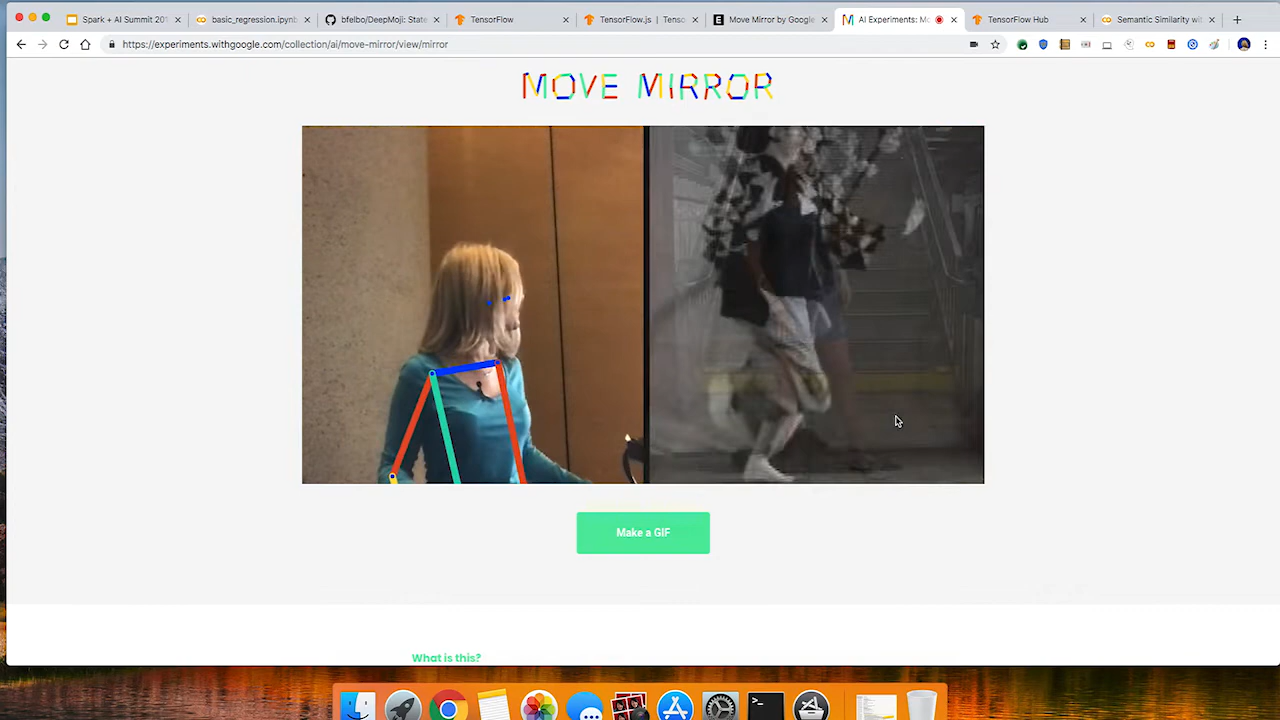 Spark + AI Summit 201
basic_regression.ipynb
bfelbo/DeepMoji: State
TensorFlow
TensorFlow.js | Tenso
Move Mirror by Google
AI Experiments: Mo
TensorFlow Hub
Semantic Similarity wit
https://experiments.withgoogle.com/collection/ai/move-mirror/view/mirror
MOVE MIRROR
Make a GIF
What is this?